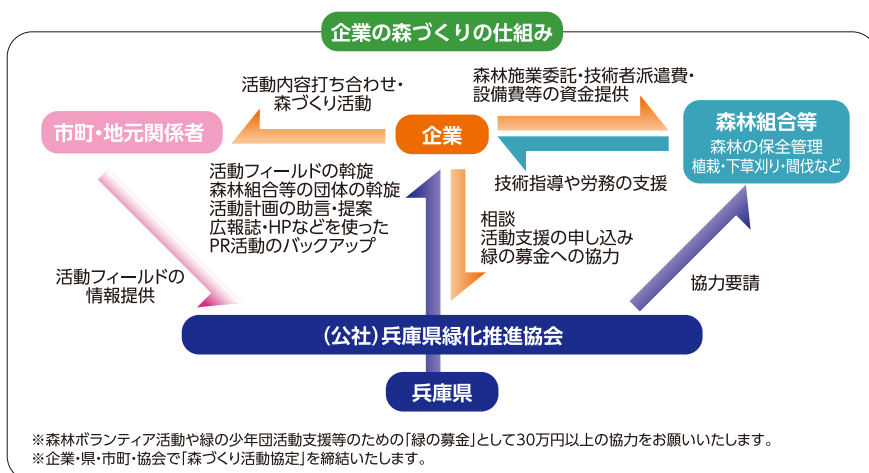 企業の森づくりの仕組み
活動内容打ち合わせ・
森づくり活動
森林施業委託・技術者派遣費・
設備費等の資金提供
市町・地元関係者
企業
森林組合等
森林の保全管理
植栽・下草刈り・間伐など
活動フィールドの斡旋
森林組合等の団体の斡旋
活動計画の助言・提案
広報誌・HPなどを使った
PR活動のバックアップ
技術指導や労務の支援
相談
活動支援の申し込み
緑の募金への協力
活動フィールドの
情報提供
協力要請
(公社)兵庫県緑化推進協会
兵庫県
※森林ボランティア活動や緑の少年団活動支援等のための「緑の募金」として30万円以上の協力をお願いいたします。
※企業・県・市町・協会で「森づくり活動協定」を締結いたします。